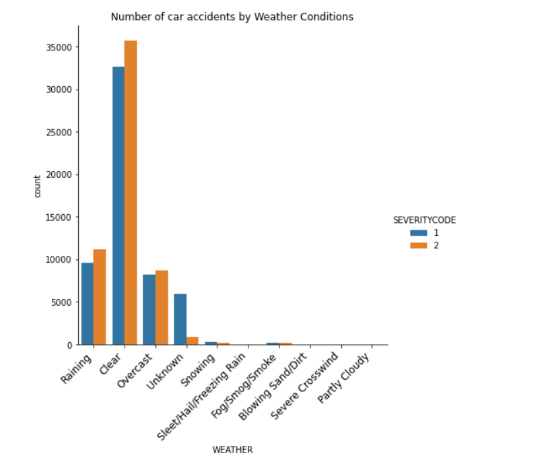 Number of car accidents by Weather Conditions
35000
30000
25000
20000
15000
10000
5000
0
count
SEVERITYCODE
1
2
Raining
Clear
Overcast
Unknown
Snowing
Sleet/Hail/Freezing Rain
Fog/Smog/Smoke
Blowing Sand/Dirt
Severe Crosswind
Partly Cloudy
WEATHER